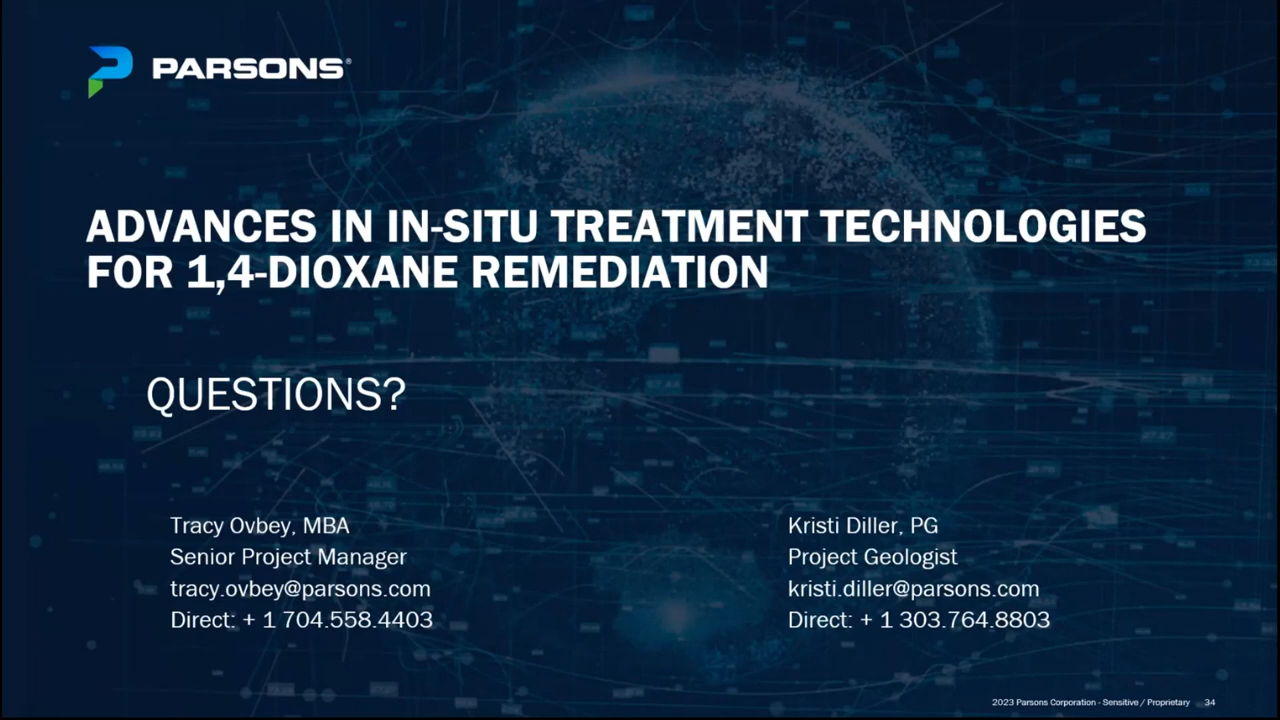 PARSONS®
ADVANCES IN IN-SITU TREATMENT TECHNOLOGIES
FOR 1,4-DIOXANE REMEDIATION
QUESTIONS?
Tracy Ovbey, MBA
Senior Project Manager
tracy.ovbey@parsons.com
Direct: + 1 704.558.4403
Kristi Diller, PG
Project Geologist
kristi.diller@parsons.com
Direct: + 1 303.764.8803
2023 Parsons Corporation - Sensitive / Proprietary 34